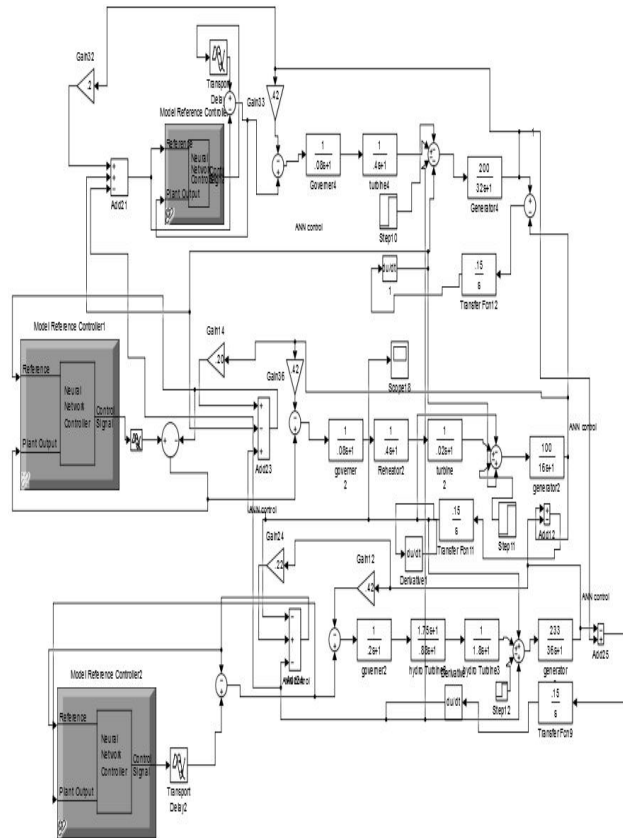 Gain32
.2
Transport
Delay
Model Reference Controller
Reference
Neural
Network
Controller
Plant Output
Add21
Gain33
.42
1
.08s+1
Governer4
1
.4s+1
turbine4
Step10
200
32s+1
Generator4
ANN control
du/dt
1
.15
s
Transfer Fcn12
Model Reference Controller1
Reference
Neural
Network
Controller
Control
Signal
Plant Output
Gain14
.20
Gain36
.42
Add23
Scope18
1
.08s+1
governer
2
1
.4s+1
Reheator2
1
.02s+1
turbine
2
100
16s+1
generator2
ANN control
Step11
Add12
.15
s
Transfer Fcn11
du/dt
Derivative1
ANN control
Gain24
.22
Gain12
.42
1
.2s+1
governer2
1.75s+1
.88s+1
1
1.8s+1
hydro Turbine3
Step12
233
36s+1
generator
ANN control
Add25
du/dt
.15
s
Transfer Fcn9
Model Reference Controller2
Reference
Neural
Network
Controller
Control
Signal
Plant Output
Transport
Delay2